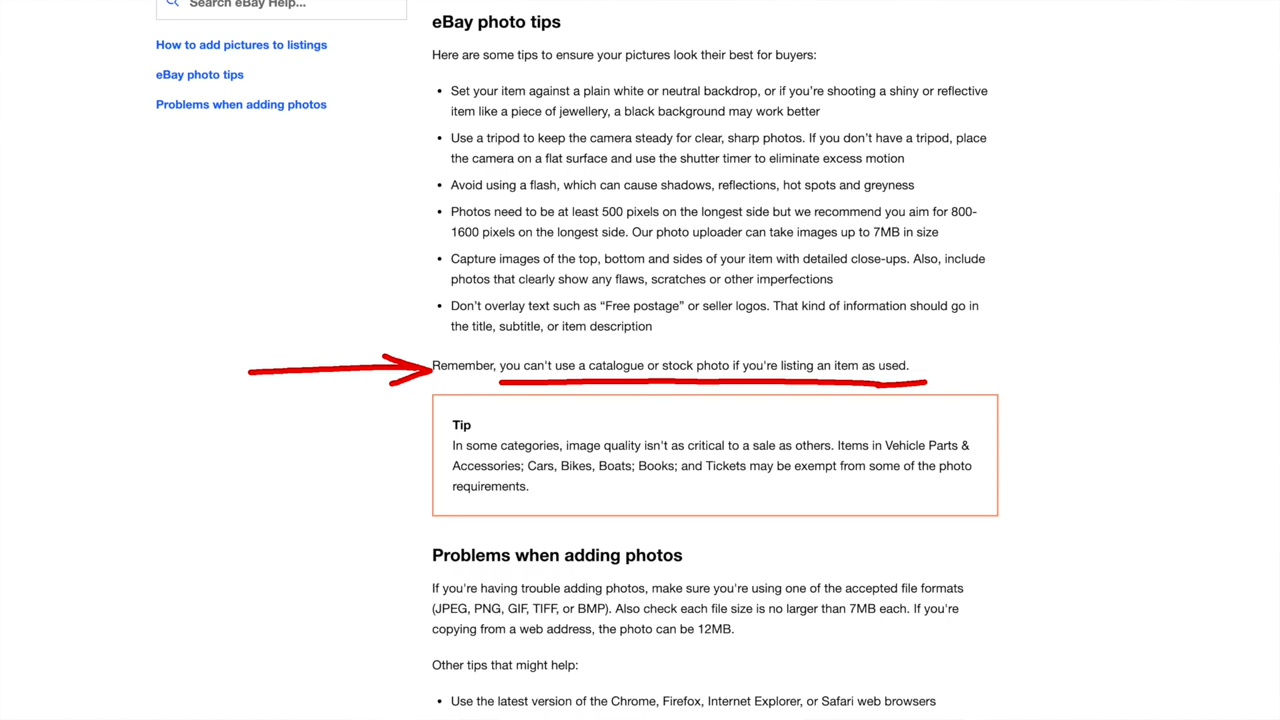 Search eBay Help...
How to add pictures to listings
eBay photo tips
Problems when adding photos
eBay photo tips
Here are some tips to ensure your pictures look their best for buyers:
• Set your item against a plain white or neutral backdrop, or if you're shooting a shiny or reflective
item like a piece of jewellery, a black background may work better
• Use a tripod to keep the camera steady for clear, sharp photos. If you don't have a tripod, place
the camera on a flat surface and use the shutter timer to eliminate excess motion
• Avoid using a flash, which can cause shadows, reflections, hot spots and greyness
• Photos need to be at least 500 pixels on the longest side but we recommend you aim for 800-
1600 pixels on the longest side. Our photo uploader can take images up to 7MB in size
• Capture images of the top, bottom and sides of your item with detailed close-ups. Also, include
photos that clearly show any flaws, scratches or other imperfections
• Don't overlay text such as “Free postage” or seller logos. That kind of information should go in
the title, subtitle, or item description
Remember, you can't use a catalogue or stock photo if you're listing an item as used.
Tip
In some categories, image quality isn't as critical to a sale as others. Items in Vehicle Parts &
Accessories; Cars, Bikes, Boats; Books; and Tickets may be exempt from some of the photo
requirements.
Problems when adding photos
If you're having trouble adding photos, make sure you're using one of the accepted file formats
(JPEG, PNG, GIF, TIFF, or BMP). Also check each file size is no larger than 7MB each. If you're
copying from a web address, the photo can be 12MB.
Other tips that might help:
• Use the latest version of the Chrome, Firefox, Internet Explorer, or Safari web browsers